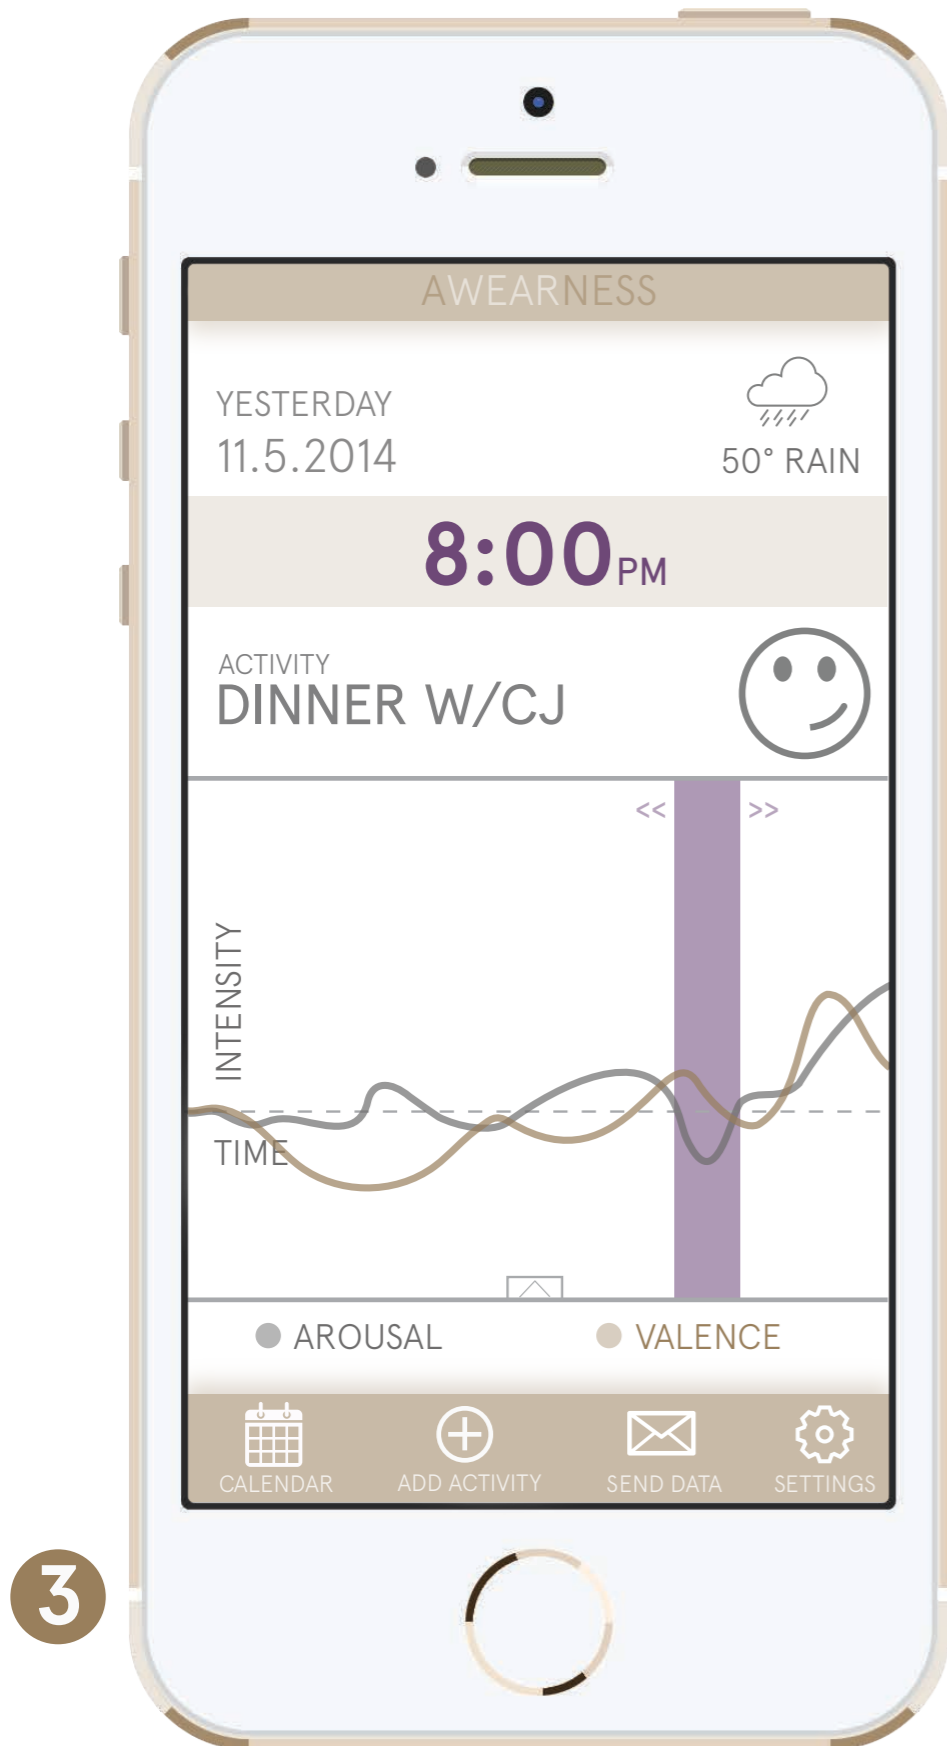 AWEARNESS
YESTERDAY
11.5.2014
50° RAIN
8:00PM
ACTIVITY
DINNER W/CJ
<< >>
INTENSITY
TIME
AROUSAL VALENCE
CALENDAR ADD ACTIVITY SEND DATA SETTINGS
3